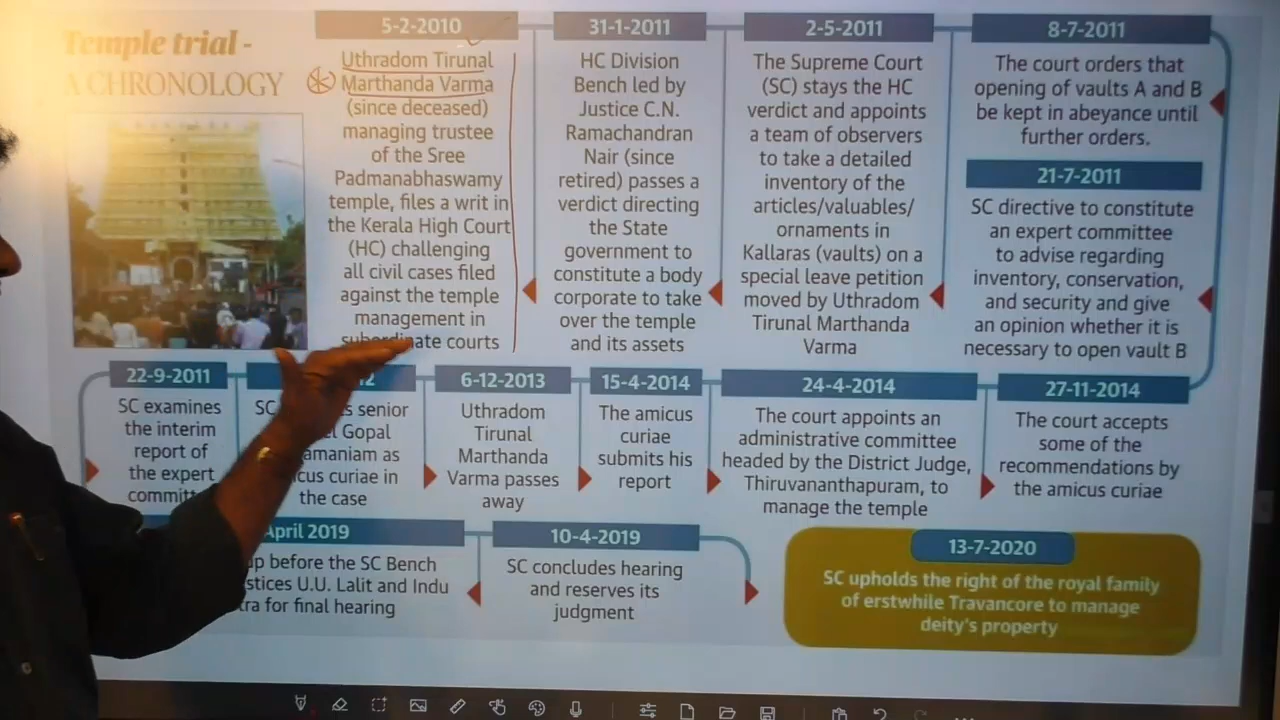 Temple trial -
A CHRONOLOGY
5-2-2010
Uthradom Tirunal
Marthanda Varma
(since deceased)
managing trustee
of the Sree
Padmanabhaswamy
temple, files a writ in
the Kerala High Court
(HC) challenging
all civil cases filed
against the temple
management in
subordinate courts
31-1-2011
HC Division
Bench led by
Justice C.N.
Ramachandran
Nair (since
retired) passes a
verdict directing
the State
government to
constitute a body
corporate to take
over the temple
and its assets
2-5-2011
The Supreme Court
(SC) stays the HC
verdict and appoints
a team of observers
to take a detailed
inventory of the
articles/valuables/
ornaments in
Kallaras (vaults) on a
special leave petition
moved by Uthradom
Tirunal Marthanda
Varma
8-7-2011
The court orders that
opening of vaults A and B
be kept in abeyance until
further orders.
21-7-2011
SC directive to constitute
an expert committee
to advise regarding
inventory, conservation,
and security and give
an opinion whether it is
necessary to open vault B
22-9-2011
SC examines
the interim
report of
the expert
12
SC senior
Gopal
as
curiae in
the case
6-12-2013
Uthradom
Tirunal
Marthanda
Varma passes
away
15-4-2014
The amicus
curiae
submits his
report
24-4-2014
The court appoints an
administrative committee
headed by the District Judge,
Thiruvananthapuram, to
manage the temple
27-11-2014
The court accepts
some of the
recommendations by
the amicus curiae
April 2019
up before the SC Bench
U.U. Lalit and Indu
for final hearing
10-4-2019
SC concludes hearing
and reserves its
judgment
13-7-2020
SC upholds the right of the royal family
of erstwhile Travancore to manage
deity's property